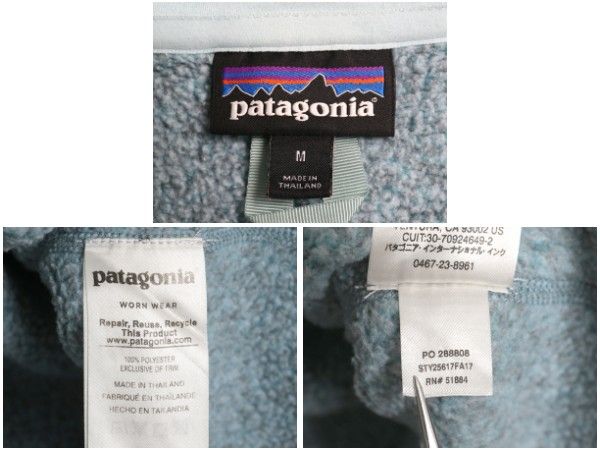 patagonia®
M
MADE IN
THAILAND
patagonia®
WORN WEAR
Repair, Reuse, Recycle
This Product
www.patagonia.com
100% POLYESTER
EXCLUSIVE OF TRIM
MADE IN THAILAND
FABRIQUÉ EN THAÏLANDE
HECHO EN TAILANDIA
VENTURA, CA 93002 US
CUIT:30-70924649-2
パタゴニア・インターナショナル・インク
0467-23-8961
PO 288808
STY25617FA17
RN# 51884